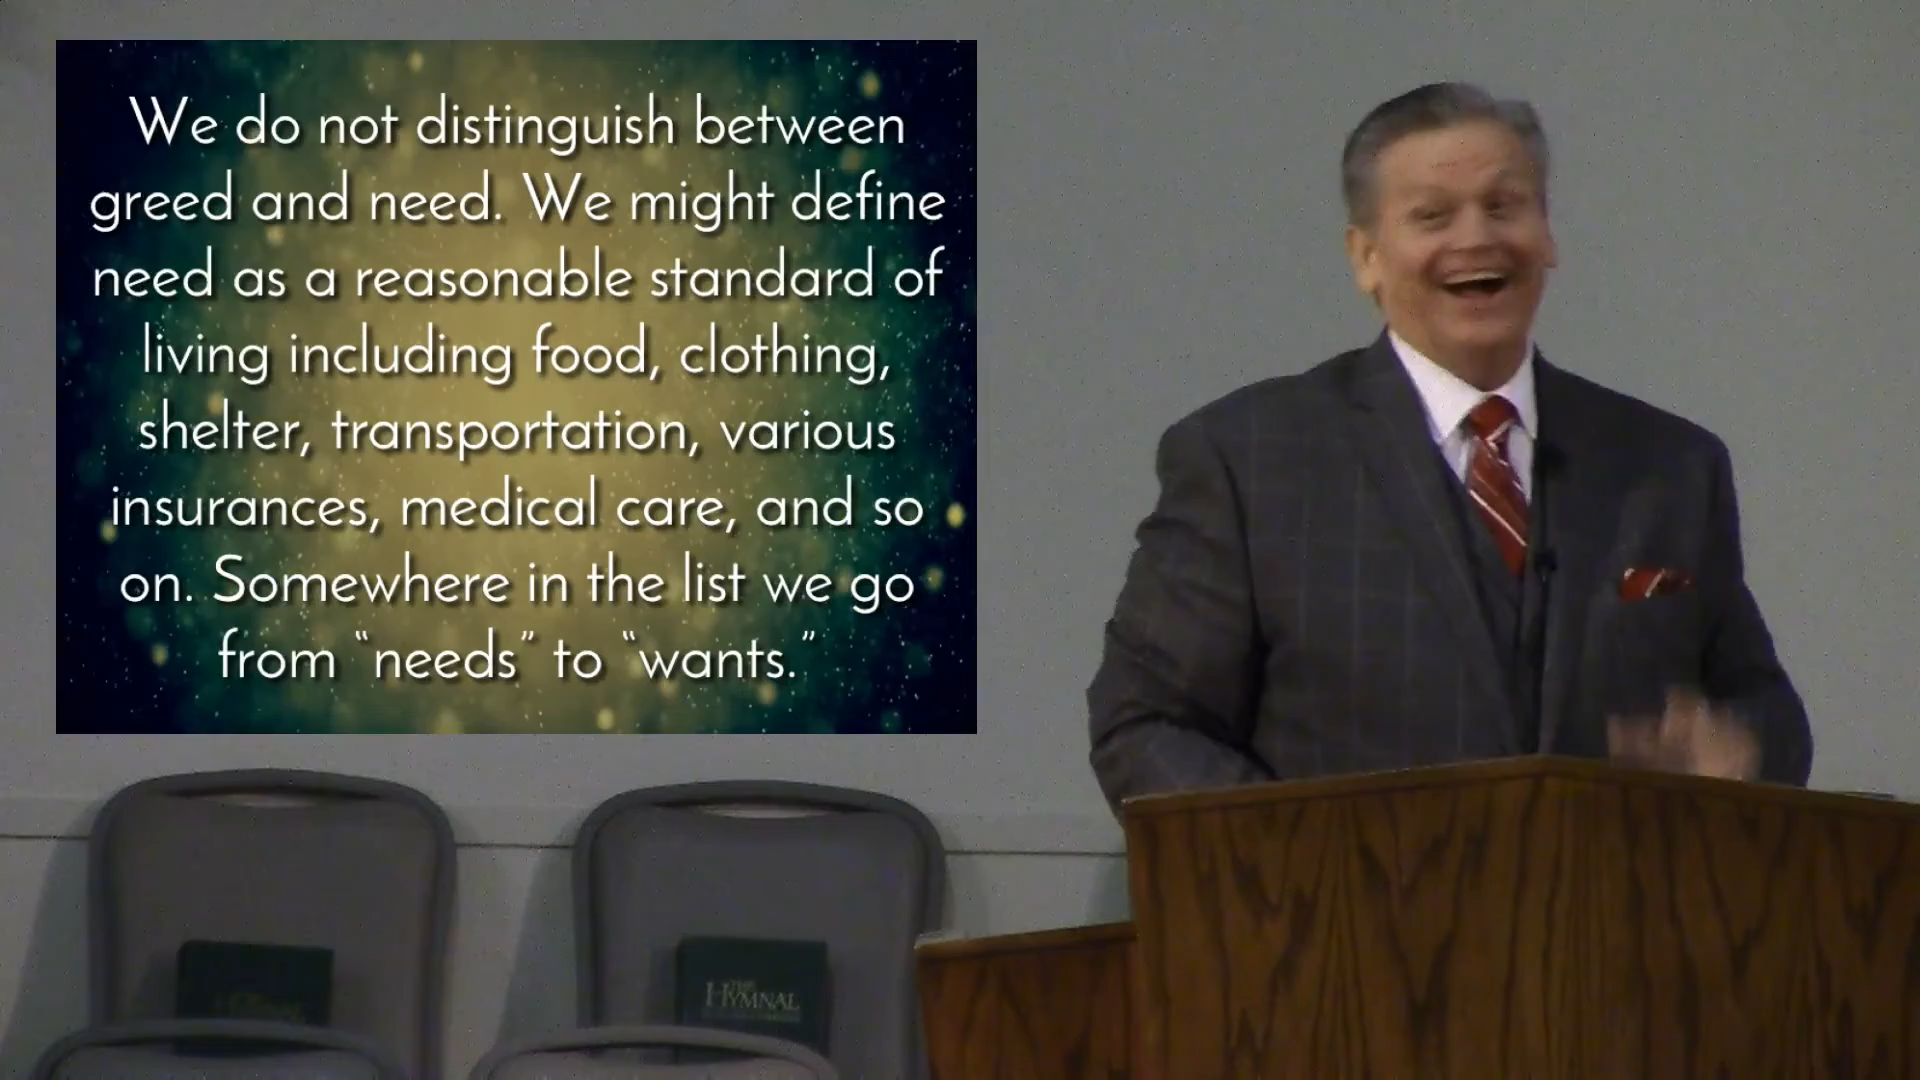 We do not distinguish between
greed and need. We might define
need as a reasonable standard of
living including food, clothing,
shelter, transportation, various
insurances, medical care, and so
on. Somewhere in the list we go
from “needs” to “wants.”
THE
HYMNAL